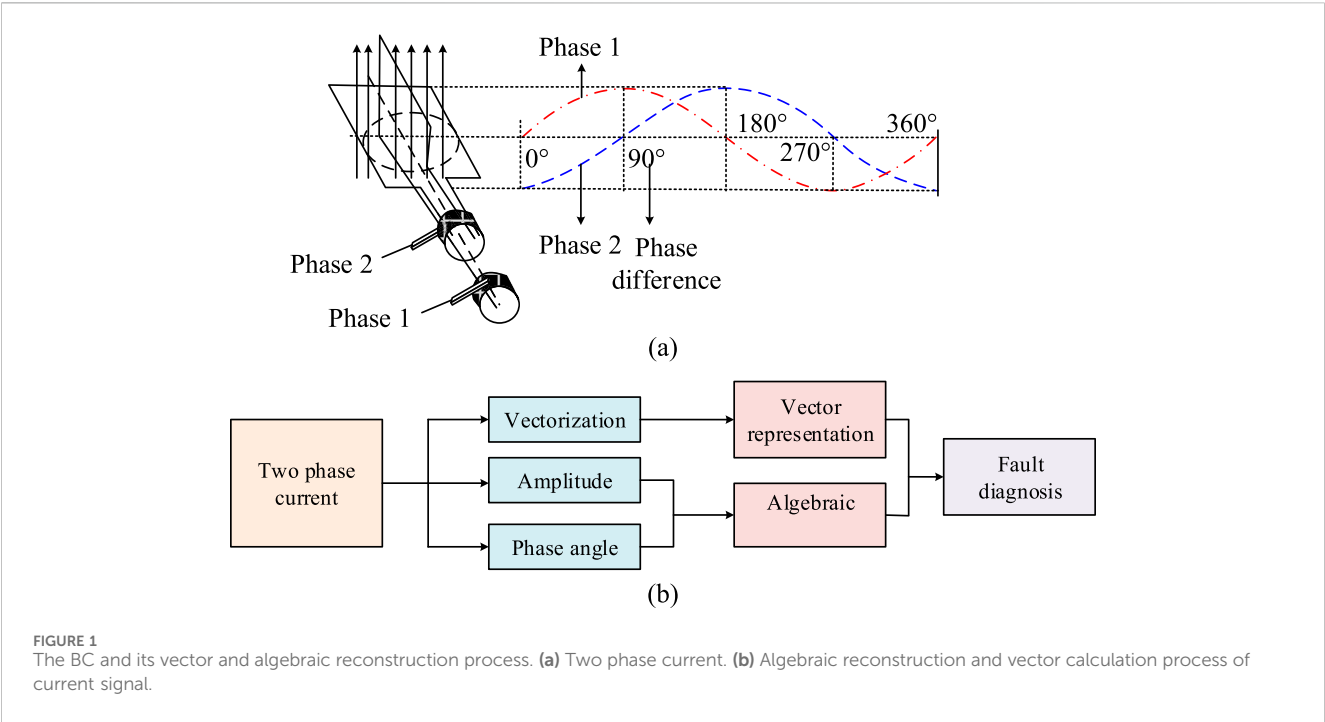 Phase 1
180°
360°
0°
90°
270°
Phase 2
Phase
difference
Phase 2
Phase 1
(a)
Two phase
current
Vectorization
Amplitude
Phase angle
Vector
representation
Algebraic
Fault
diagnosis
(b)
FIGURE 1
The BC and its vector and algebraic reconstruction process. (a) Two phase current. (b) Algebraic reconstruction and vector calculation process of
current signal.